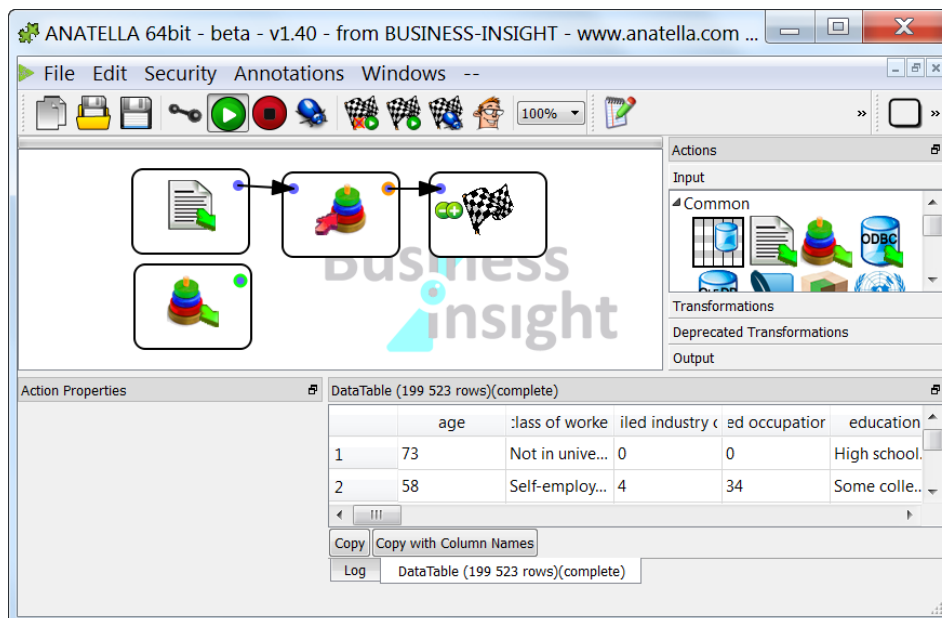 ANATELLA 64bit - beta - v1.40 - from BUSINESS-INSIGHT - www.anatella.com ...
File Edit Security Annotations Windows --
100%
»
»
Actions
Input
Common
ODBC
Transformations
Deprecated Transformations
Output
Business
insight
Action Properties
DataTable (199 523 rows)(complete)
age :lass of worke iled industry c ed occupation education
1 73 Not in unive... 0 0 High school.
2 58 Self-employ... 4 34 Some colle..
Copy Copy with Column Names
Log DataTable (199 523 rows)(complete)